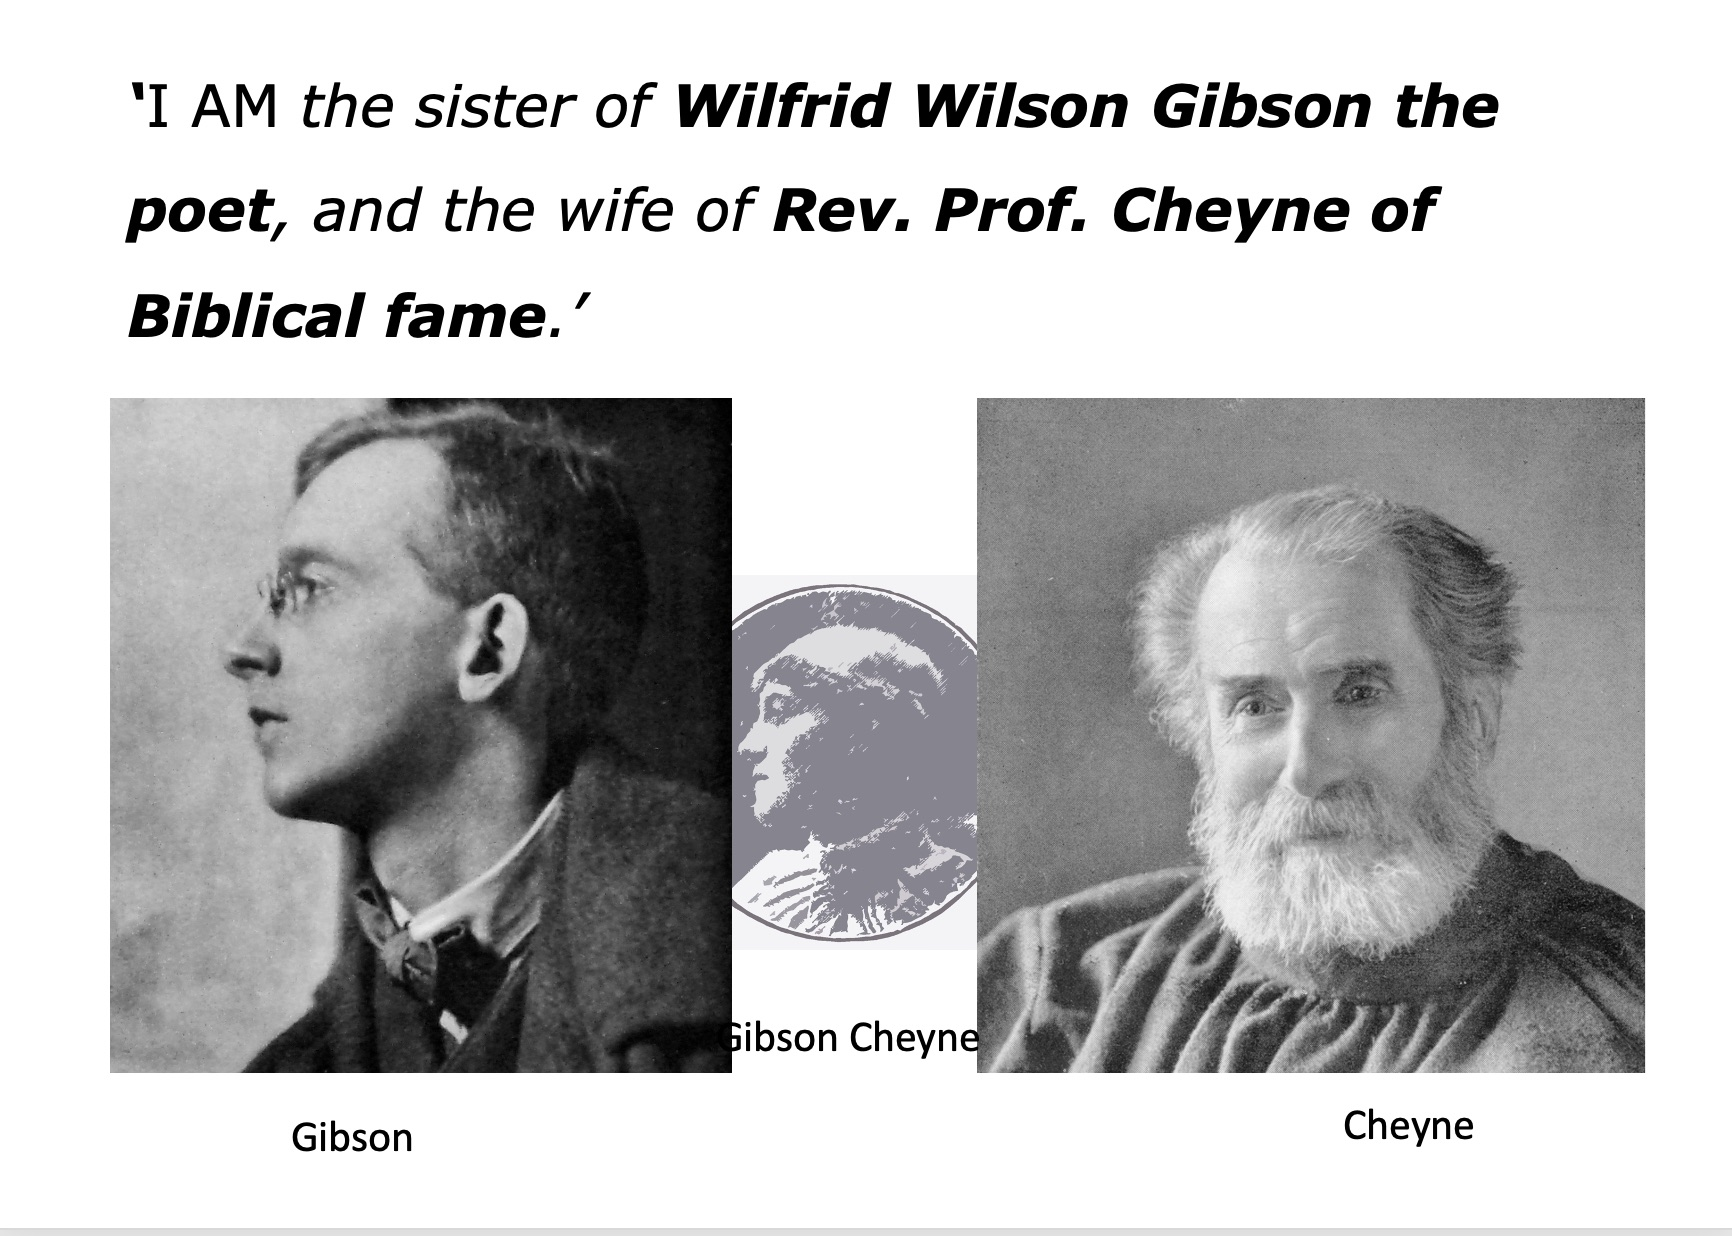 ‘I AM the sister of Wilfrid Wilson Gibson the
poet, and the wife of Rev. Prof. Cheyne of
Biblical fame.’
Gibson Cheyne
Gibson
Cheyne